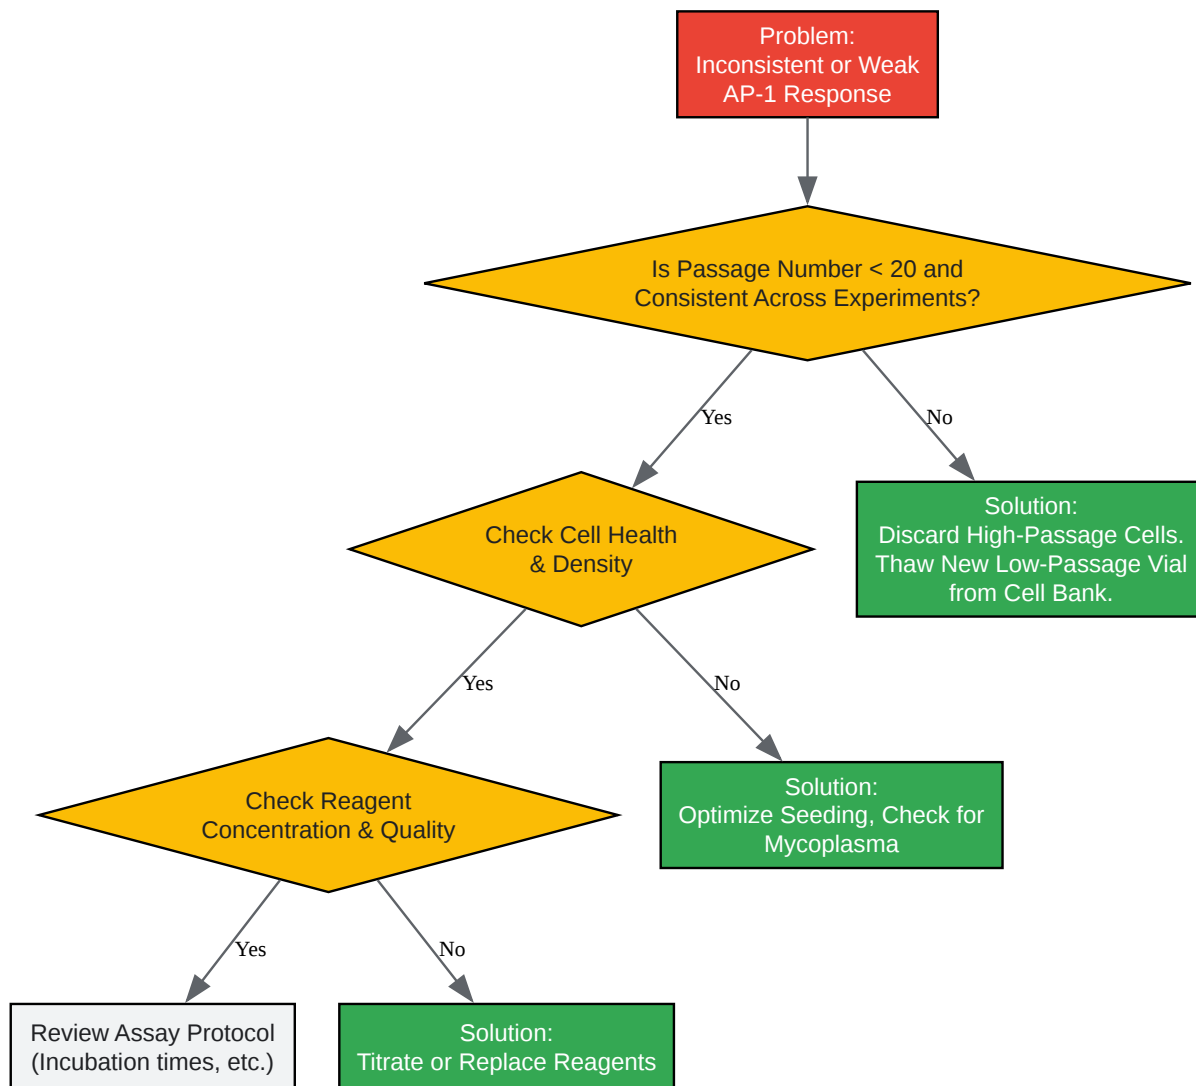 Problem:
Inconsistent or Weak
AP-1 Response
Is Passage Number < 20 and
Consistent Across Experiments?
Yes
No
Check Cell Health
& Density
Solution:
Discard High-Passage Cells.
Thaw New Low-Passage Vial
from Cell Bank.
Yes
No
Check Reagent
Concentration & Quality
Solution:
Optimize Seeding, Check for
Mycoplasma
Yes
No
Review Assay Protocol
(Incubation times, etc.)
Solution:
Titrate or Replace Reagents